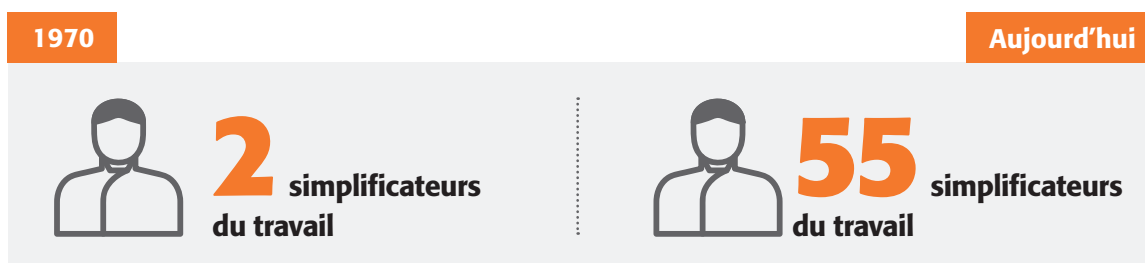 1970
Aujourd'hui
2 simplificateurs
du travail
55 simplificateurs
du travail